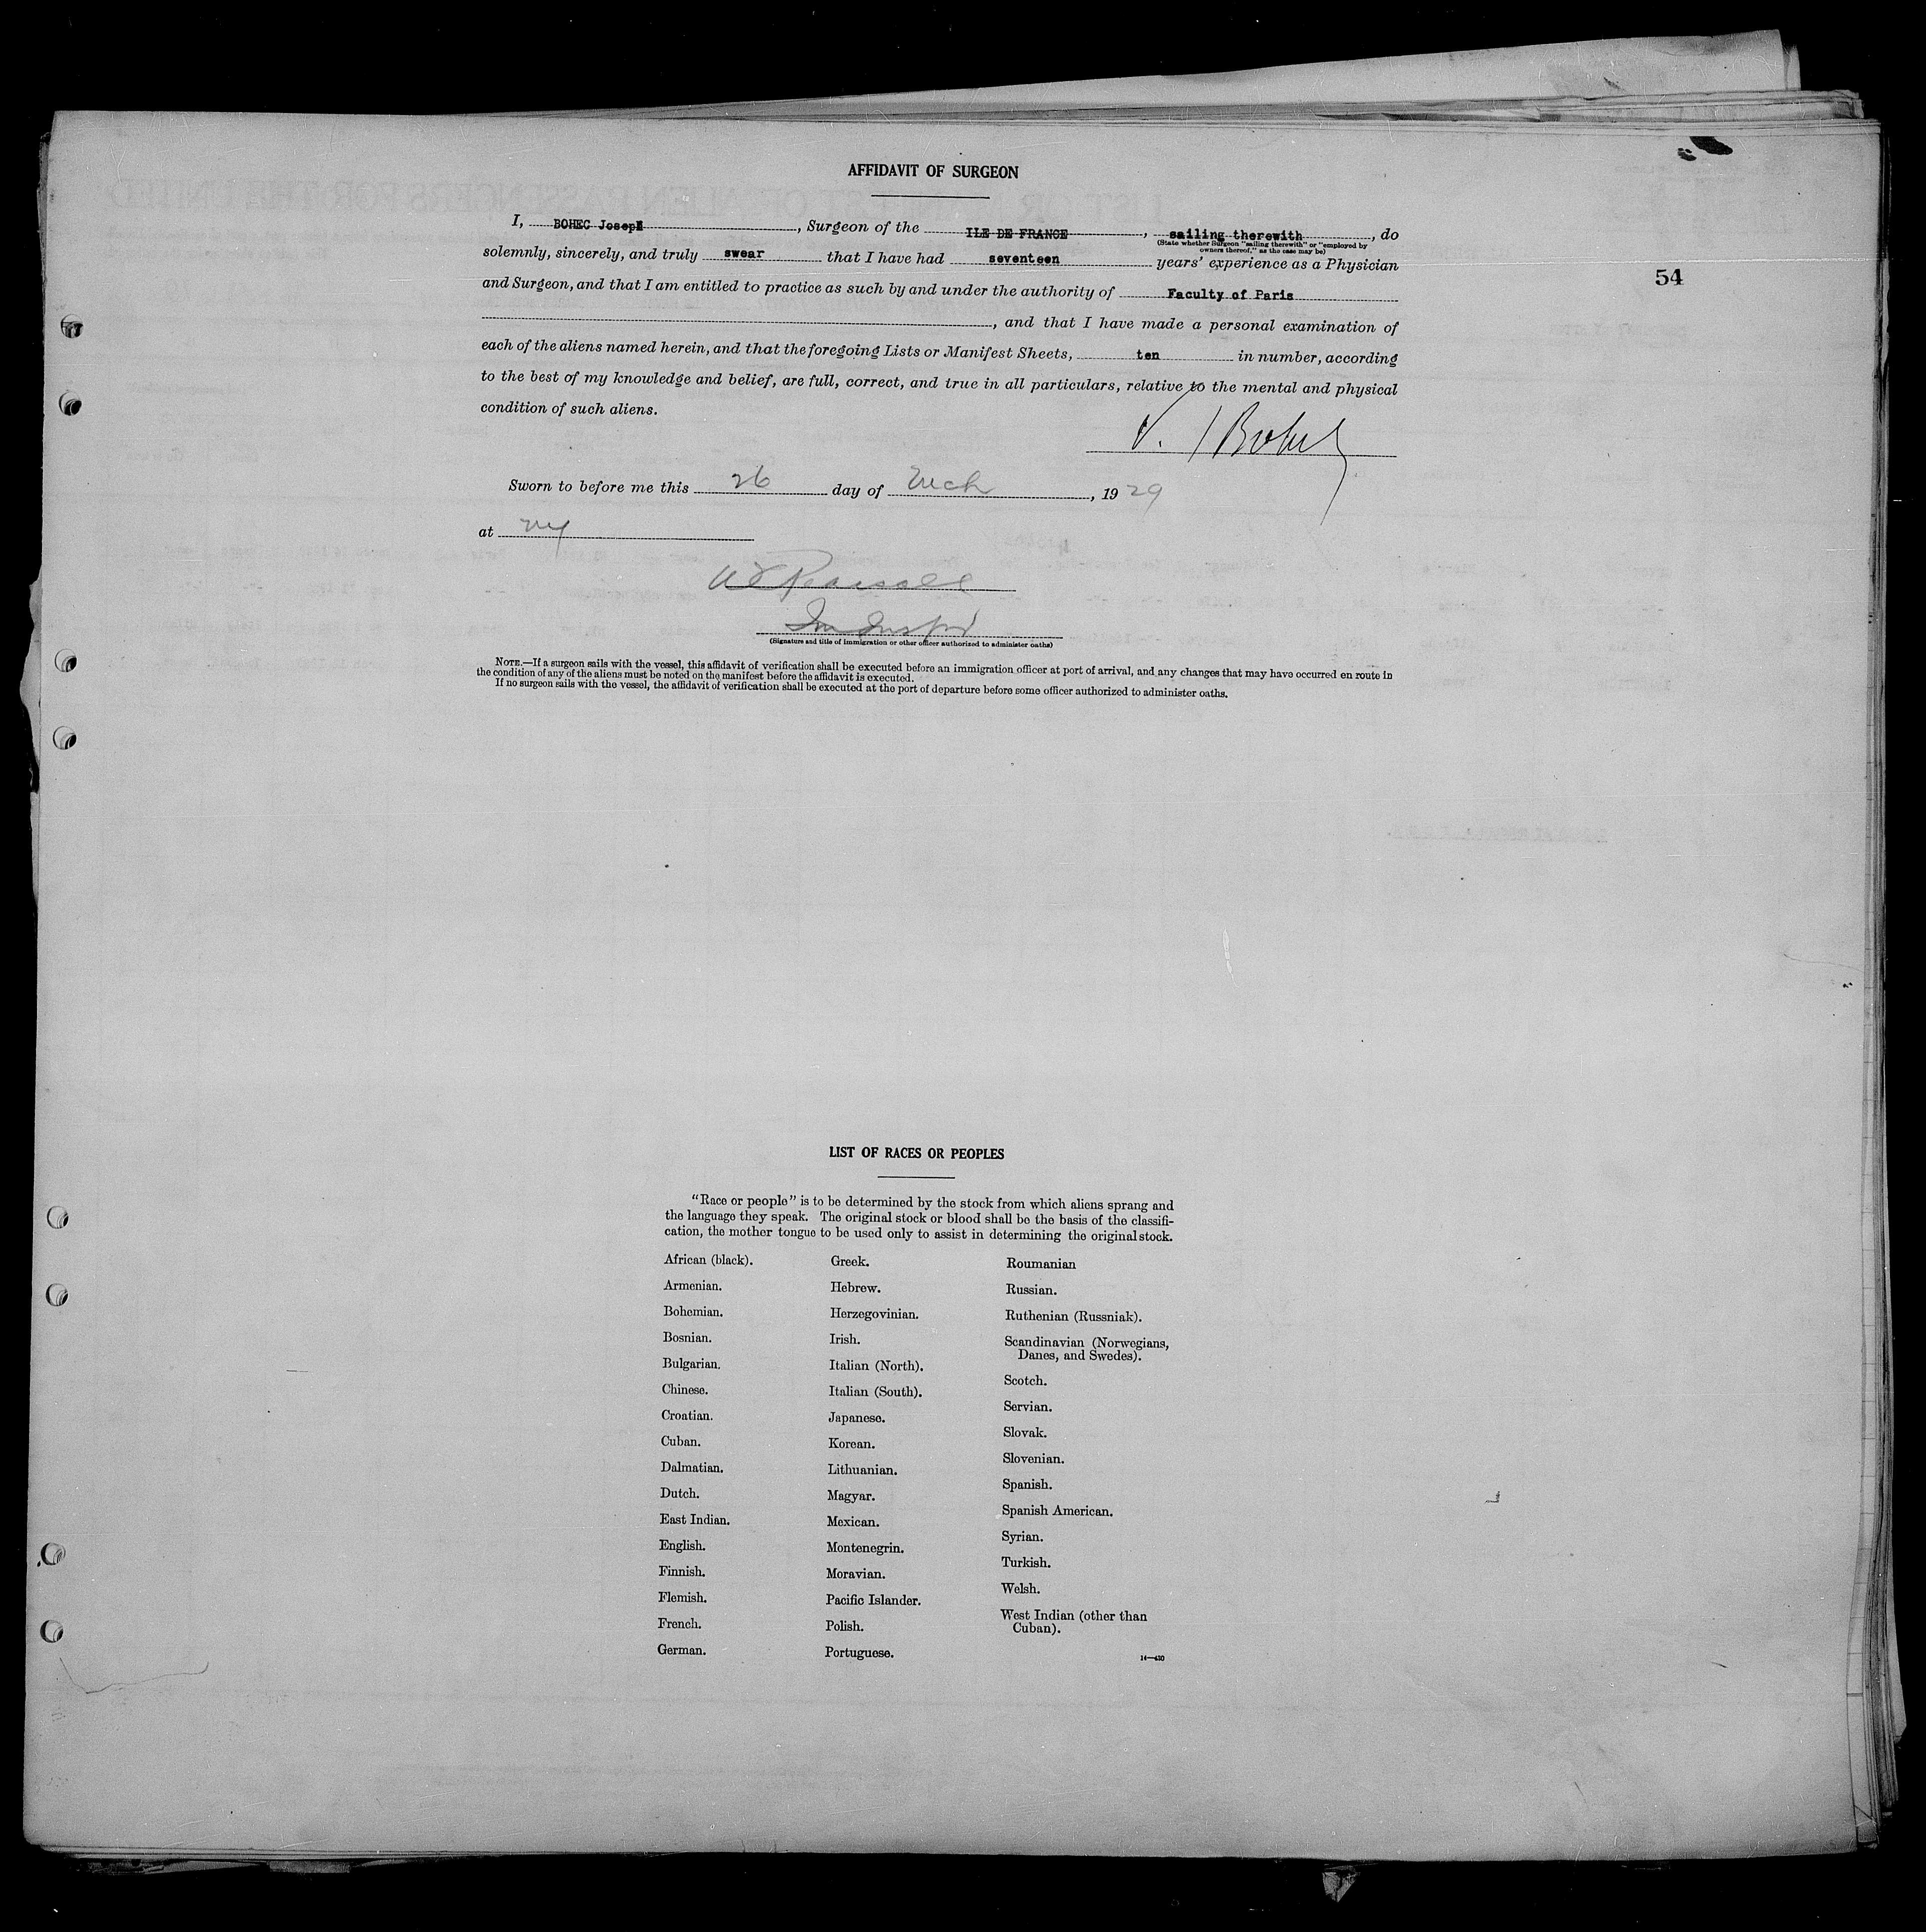 AFFIDAVIT OF SURGEON
I, BOHEC Joseph, Surgeon of the ILE DE FRANCE, sailing therewith, do
(State whether Surgeon "sailing therewith" or "employed by
owners thereof," as the case may be)
solemnly, sincerely, and truly swear that I have had seventeen years' experience as a Physician
and Surgeon, and that I am entitled to practice as such by and under the authority of Faculty of Paris
54
, and that I have made a personal examination of
each of the aliens named herein, and that the foregoing Lists or Manifest Sheets, ten in number, according
to the best of my knowledge and belief, are full, correct, and true in all particulars, relative to the mental and physical
condition of such aliens.
Sworn to before me this 26 day of Mch, 1929
at NY
(Signature and title of immigration or other officer authorized to administer oaths)
NOTE.—If a surgeon sails with the vessel, this affidavit of verification shall be executed before an immigration officer at port of arrival, and any changes that may have occurred en route in
the condition of any of the aliens must be noted on the manifest before the affidavit is executed.
If no surgeon sails with the vessel, the affidavit of verification shall be executed at the port of departure before some officer authorized to administer oaths.
LIST OF RACES OR PEOPLES
"Race or people" is to be determined by the stock from which aliens sprang and
the language they speak. The original stock or blood shall be the basis of the classifi-
cation, the mother tongue to be used only to assist in determining the original stock.
African (black).
Armenian.
Bohemian.
Bosnian.
Bulgarian.
Chinese.
Croatian.
Cuban.
Dalmatian.
Dutch.
East Indian.
English.
Finnish.
Flemish.
French.
German.
Greek.
Hebrew.
Herzegovinian.
Irish.
Italian (North).
Italian (South).
Japanese.
Korean.
Lithuanian.
Magyar.
Mexican.
Montenegrin.
Moravian.
Pacific Islander.
Polish.
Portuguese.
Roumanian
Russian.
Ruthenian (Russniak).
Scandinavian (Norwegians,
Danes, and Swedes).
Scotch.
Servian.
Slovak.
Slovenian.
Spanish.
Spanish American.
Syrian.
Turkish.
Welsh.
West Indian (other than
Cuban).
14—430